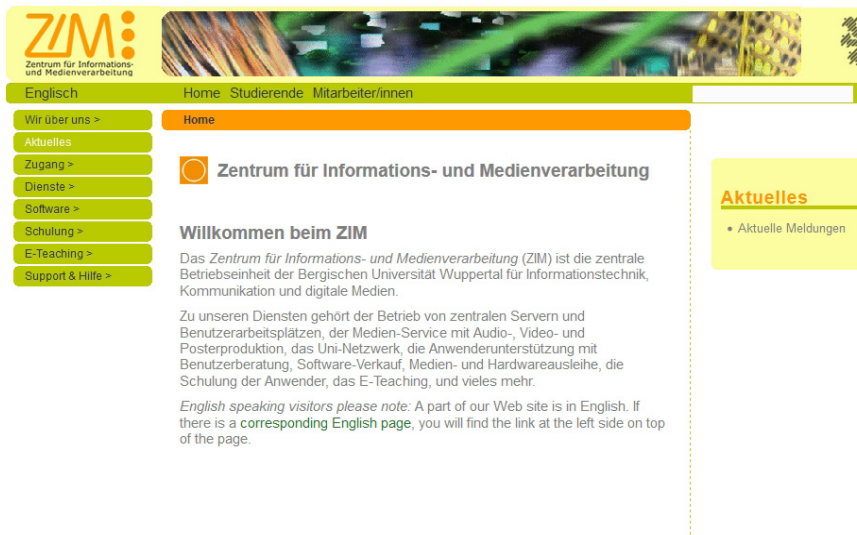 ZIM
Zentrum für Informations-
und Medienverarbeitung
Englisch
Home Studierende Mitarbeiter/innen
Wir über uns >
Aktuelles
Zugang >
Dienste >
Software >
Schulung >
E-Teaching >
Support & Hilfe >
Home
Zentrum für Informations- und Medienverarbeitung
Willkommen beim ZIM
Das Zentrum für Informations- und Medienverarbeitung (ZIM) ist die zentrale
Betriebseinheit der Bergischen Universität Wuppertal für Informationstechnik,
Kommunikation und digitale Medien.
Zu unseren Diensten gehört der Betrieb von zentralen Servern und
Benutzerarbeitsplätzen, der Medien-Service mit Audio-, Video- und
Posterproduktion, das Uni-Netzwerk, die Anwenderunterstützung mit
Benutzerberatung, Software-Verkauf, Medien- und Hardwareausleihe, die
Schulung der Anwender, das E-Teaching, und vieles mehr.
English speaking visitors please note: A part of our Web site is in English. If
there is a corresponding English page, you will find the link at the left side on top
of the page.
Aktuelles
• Aktuelle Meldungen